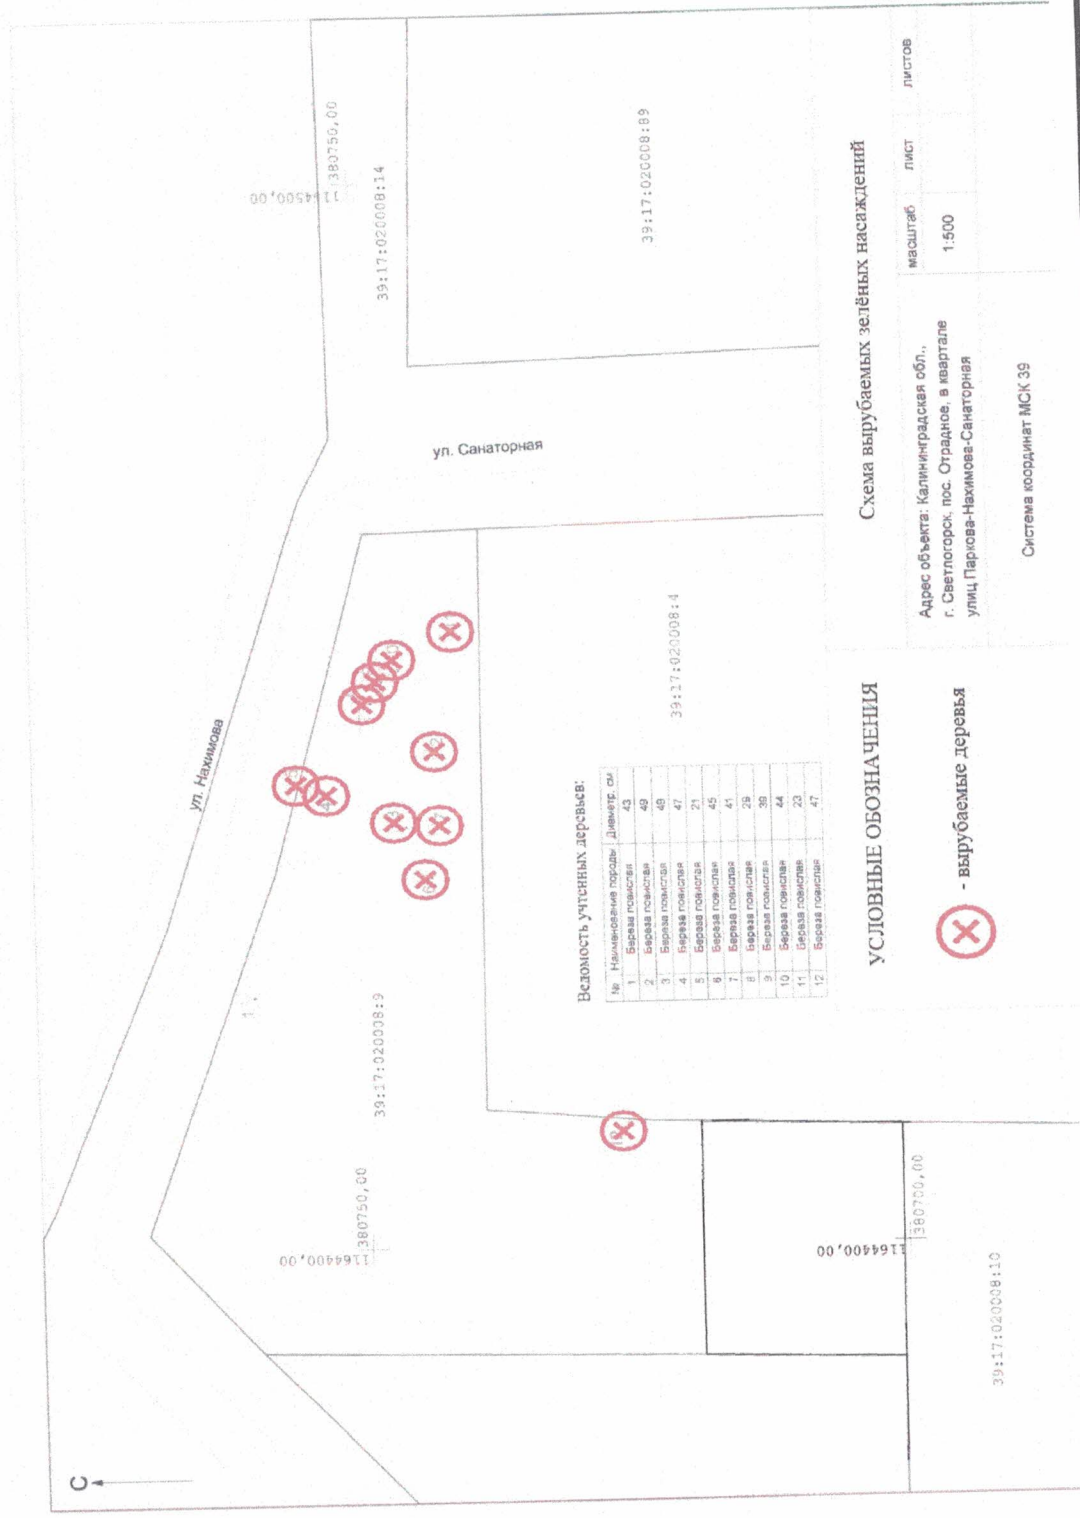 С
ул. Нахимова
ул. Санаторная
380750,00
1164500,00
39:17:020008:14
39:17:020008:89
39:17:020008:9
380750,00
1164400,00
39:17:020008:4
1164400,00
380700,00
39:17:020008:10
Ведомость учтенных деревьев:
№ Наименование породы Диаметр, см
1 Береза повислая 43
2 Береза повислая 49
3 Береза повислая 48
4 Береза повислая 47
5 Береза повислая 21
6 Береза повислая 45
7 Береза повислая 41
8 Береза повислая 29
9 Береза повислая 39
10 Береза повислая 44
11 Береза повислая 23
12 Береза повислая 47
УСЛОВНЫЕ ОБОЗНАЧЕНИЯ
- вырубаемые деревья
Схема вырубаемых зелёных насаждений
Адрес объекта: Калининградская обл.,
г. Светлогорск, пос. Отрадное, в квартале
улиц Паркова-Нахимова-Санаторная
масштаб лист листов
1:500
Система координат МСК 39